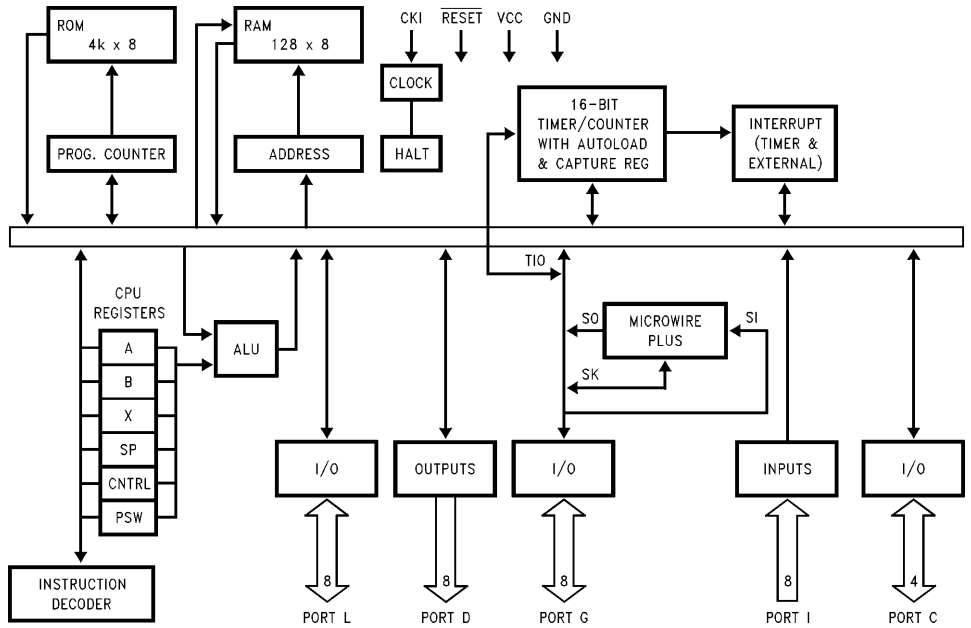 ROM
4k x 8
RAM
128 x 8
CKI
RESET
VCC
GND
CLOCK
HALT
PROG. COUNTER
ADDRESS
16-BIT
TIMER/COUNTER
WITH AUTOLOAD
& CAPTURE REG
INTERRUPT
(TIMER &
EXTERNAL)
TIO
CPU
REGISTERS
A
B
X
SP
CNTRL
PSW
ALU
SO
MICROWIRE
PLUS
SI
SK
I/O
OUTPUTS
I/O
INPUTS
I/O
INSTRUCTION
DECODER
8
8
8
8
4
PORT L
PORT D
PORT G
PORT I
PORT C